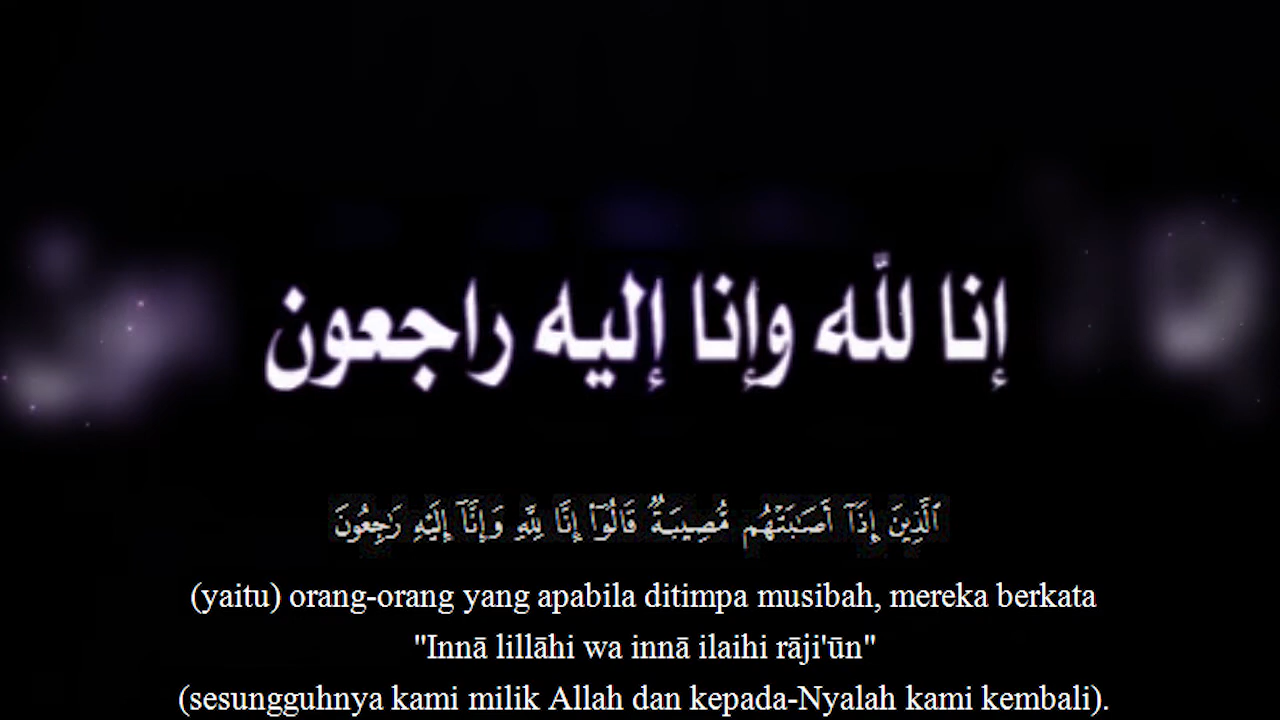 إنا لله وإنا إليه راجعون
ٱلَّذِينَ إِذَآ أَصَـٰبَتْهُم مُّصِيبَةٌ قَالُوٓا۟ إِنَّا لِلَّهِ وَإِنَّآ إِلَيْهِ رَٰجِعُونَ
(yaitu) orang-orang yang apabila ditimpa musibah, mereka berkata
"Innā lillāhi wa innā ilaihi rāji'ūn"
(sesungguhnya kami milik Allah dan kepada-Nyalah kami kembali).